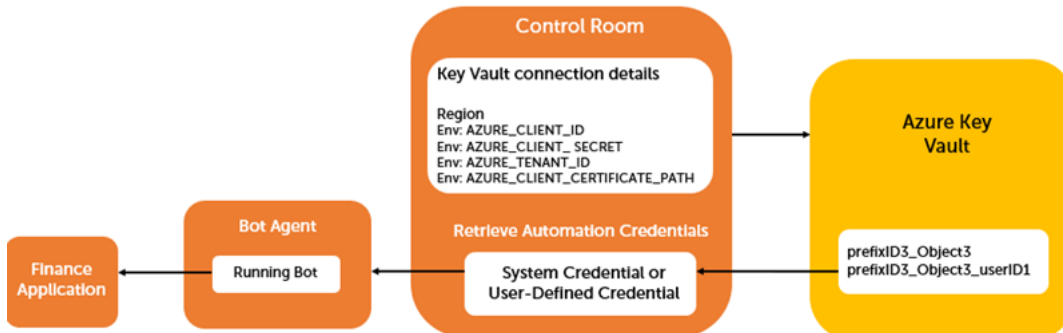 Control Room
Key Vault connection details
Region
Env: AZURE_CLIENT_ID
Env: AZURE_CLIENT_ SECRET
Env: AZURE_TENANT_ID
Env: AZURE_CLIENT_CERTIFICATE_PATH
Azure Key
Vault
Bot Agent
Retrieve Automation Credentials
prefixID3_Object3
prefixID3_Object3_userID1
Finance
Application
Running Bot
System Credential or
User-Defined Credential